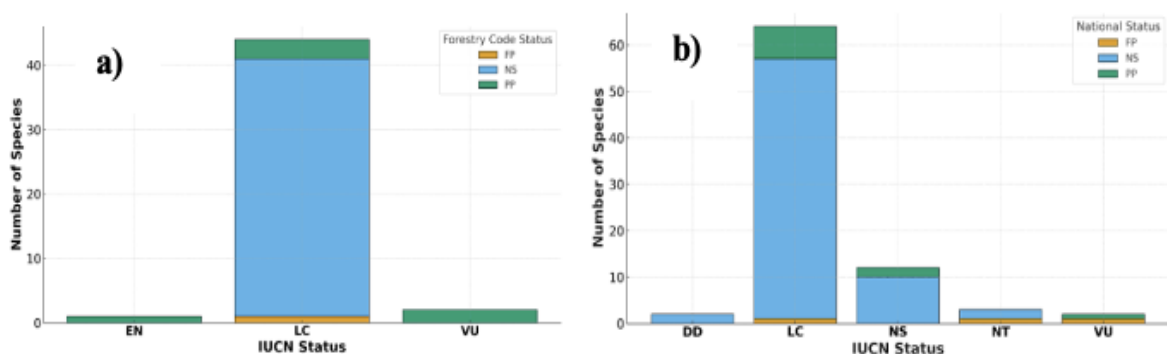 a)
Forestry Code Status
FP
NS
PP
Number of Species
40
30
20
10
0
EN LC VU
IUCN Status
b)
National Status
FP
NS
PP
Number of Species
60
50
40
30
20
10
0
DD LC NS NT VU
IUCN Status